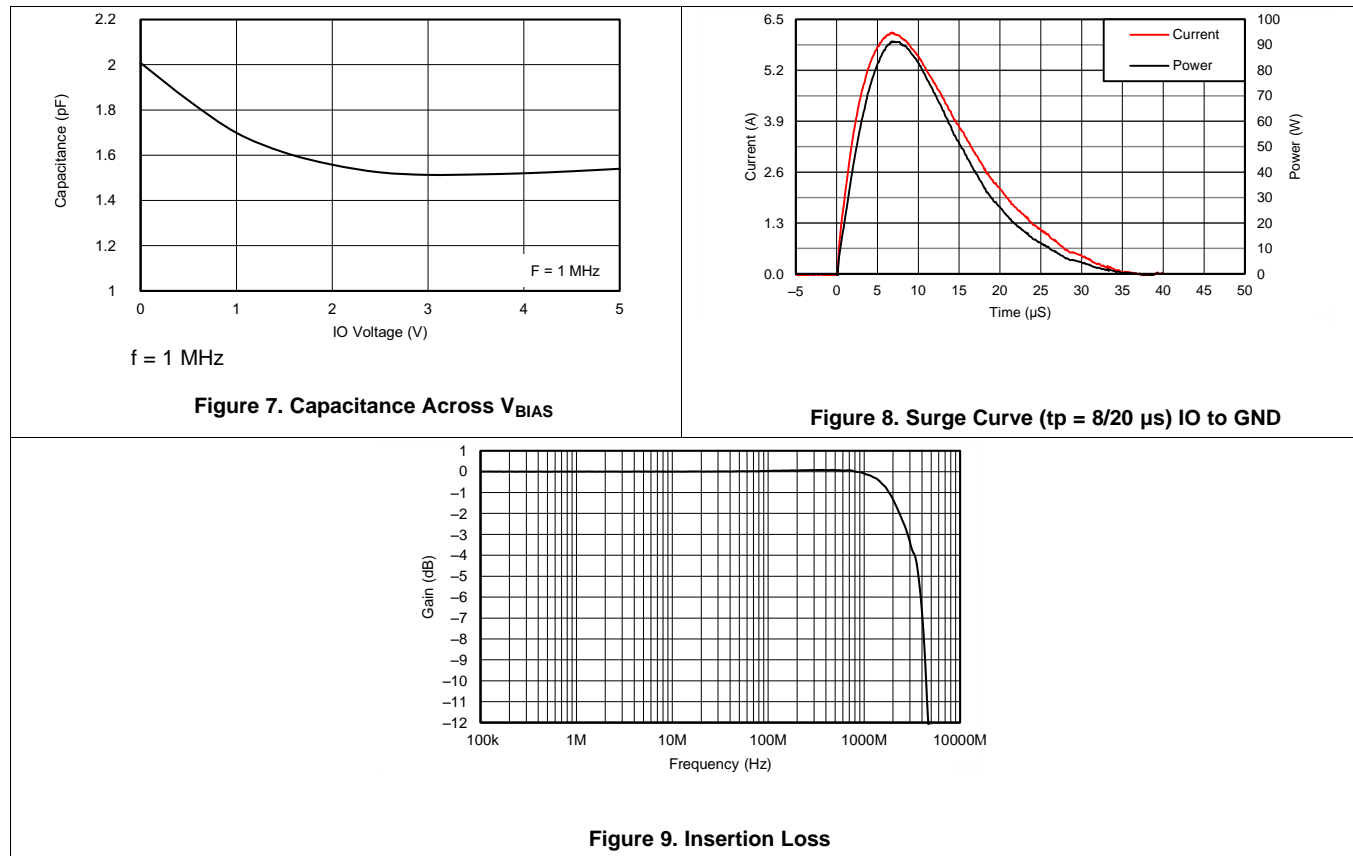 2.2
2
1.8
1.6
1.4
1.2
1
Capacitance (pF)
F = 1 MHz
0 1 2 3 4 5
IO Voltage (V)
f = 1 MHz
Figure 7. Capacitance Across VBIAS
6.5
5.2
3.9
2.6
1.3
0.0
Current (A)
Current
Power
100
90
80
70
60
50
40
30
20
10
0
Power (W)
–5 0 5 10 15 20 25 30 35 40 45 50
Time (μS)
Figure 8. Surge Curve (tp = 8/20 μs) IO to GND
1
0
–1
–2
–3
–4
–5
–6
–7
–8
–9
–10
–11
–12
Gain (dB)
100k 1M 10M 100M 1000M 10000M
Frequency (Hz)
Figure 9. Insertion Loss